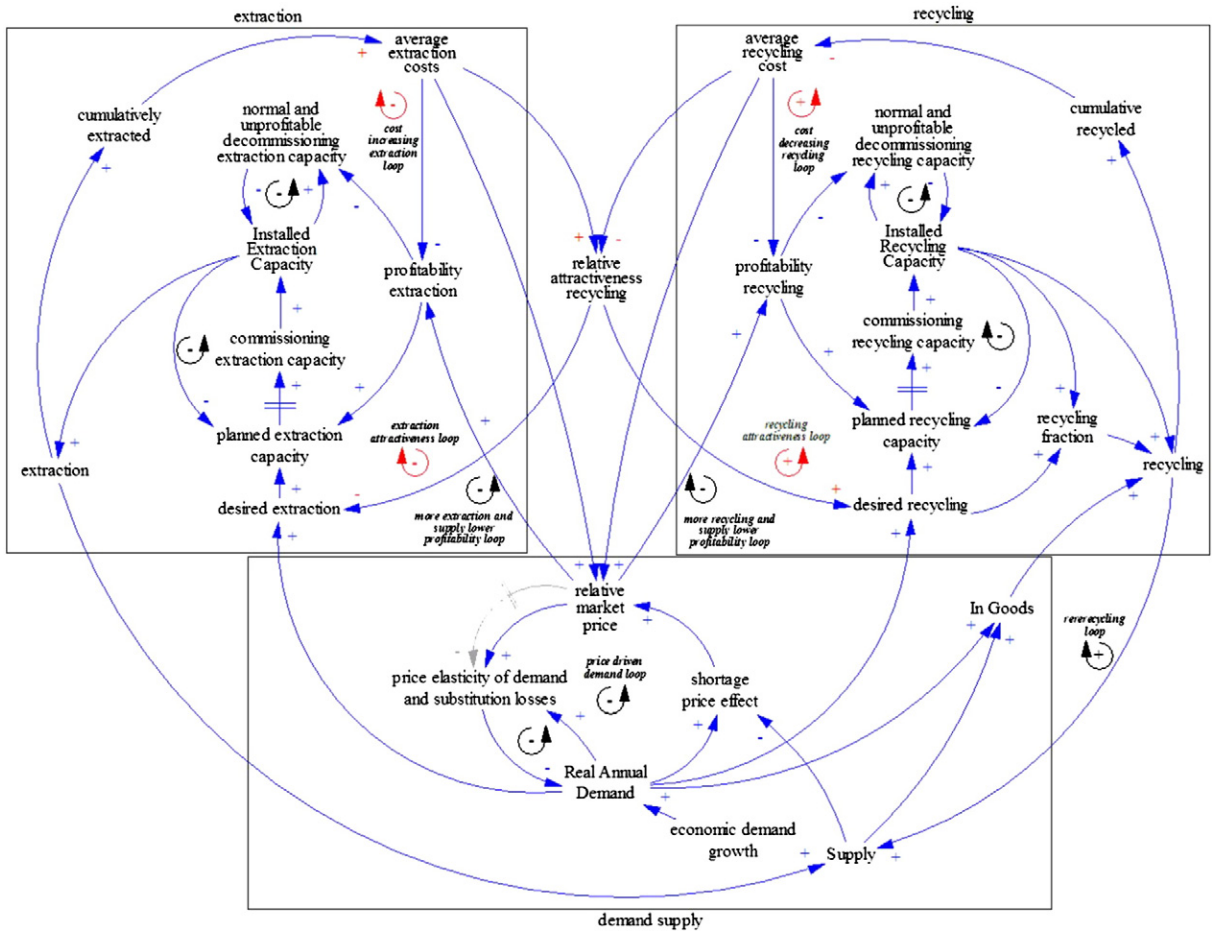 extraction
recycling
average
extraction
costs
average
recycling
cost
cumulatively
extracted
normal and
unprofitable
decommissioning
extraction capacity
cost
increasing
extraction
loop
cost
decreasing
recycling
loop
normal and
unprofitable
decommissioning
recycling capacity
cumulative
recycled
Installed
Extraction
Capacity
profitability
extraction
relative
attractiveness
recycling
profitability
recycling
Installed
Recycling
Capacity
commissioning
extraction capacity
commissioning
recycling capacity
planned extraction
capacity
extraction
attractiveness loop
recycling
attractiveness loop
planned recycling
capacity
recycling
fraction
extraction
recycling
desired extraction
desired recycling
more extraction and
supply lower
profitability loop
more recycling and
supply lower
profitability loop
relative
market
price
In Goods
rererecycling
loop
price elasticity of demand
and substitution losses
price driven
demand loop
shortage
price effect
Real Annual
Demand
economic demand
growth
Supply
demand supply